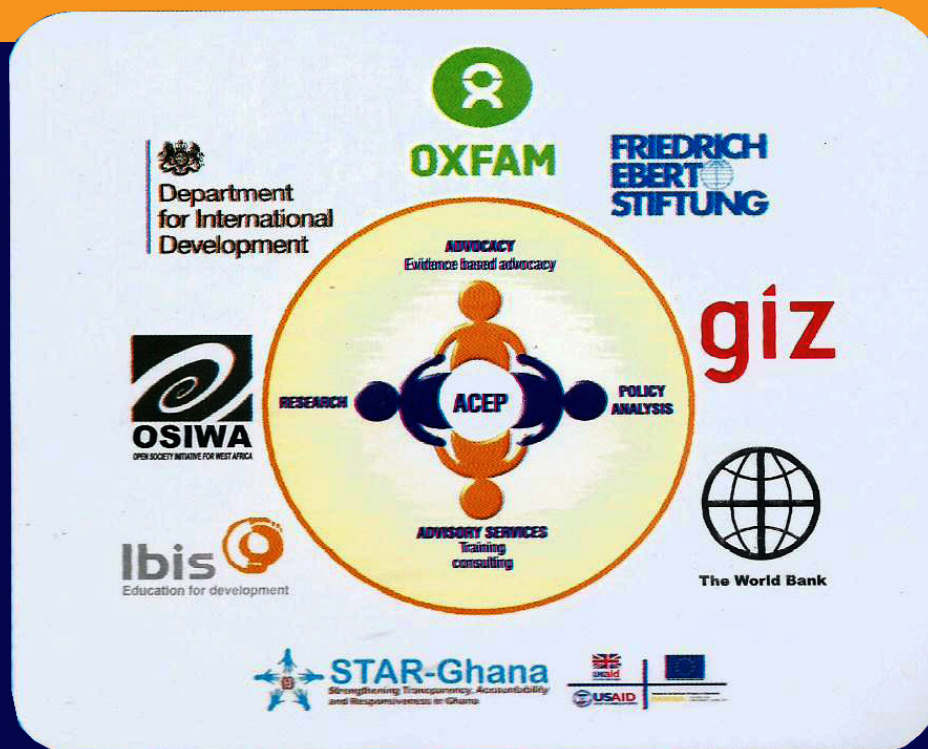 OXFAM
FRIEDRICH
EBERT
STIFTUNG
Department
for International
Development
ADVOCACY
Evidence based advocacy
giz
RESEARCH
ACEP
POLICY
ANALYSIS
OSIWA
OPEN SOCIETY INITIATIVE FOR WEST AFRICA
ADVISORY SERVICES
Training
consulting
Ibis
Education for development
The World Bank
STAR-Ghana
Strengthening Transparency, Accountability
and Responsiveness in Ghana
UKaid
USAID